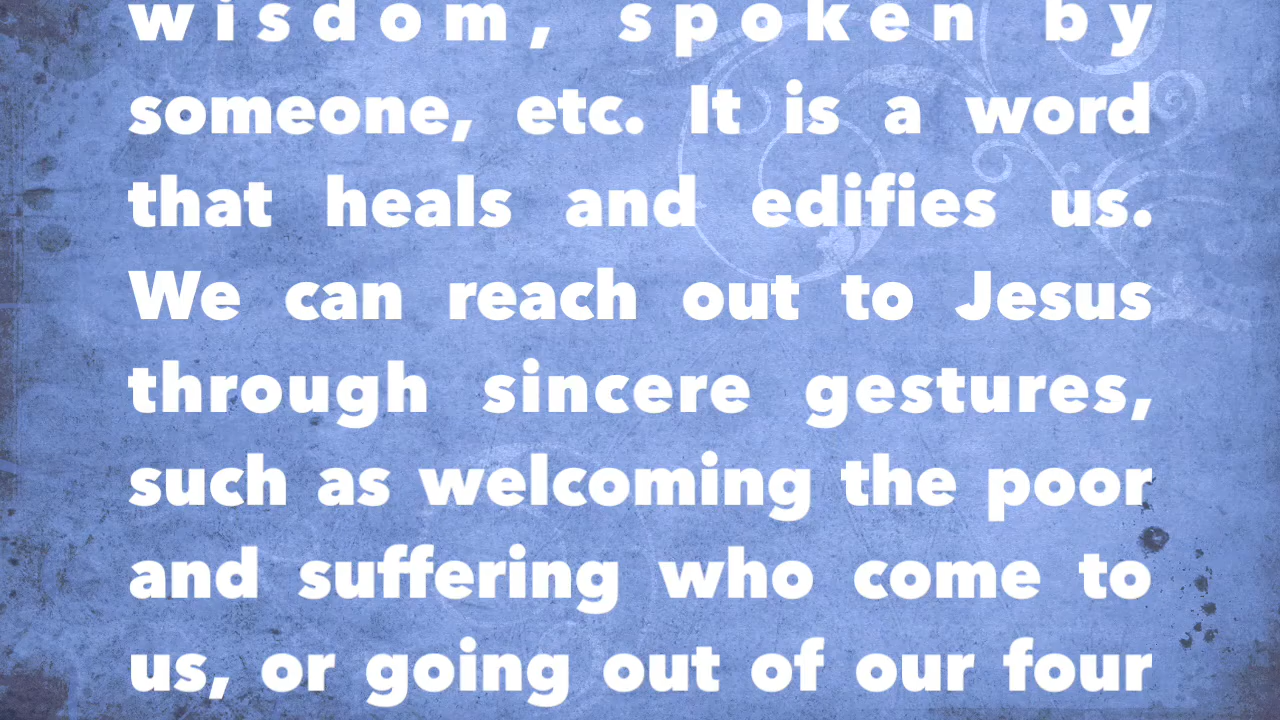 wisdom, spoken by
someone, etc. It is a word
that heals and edifies us.
We can reach out to Jesus
through sincere gestures,
such as welcoming the poor
and suffering who come to
us, or going out of our four